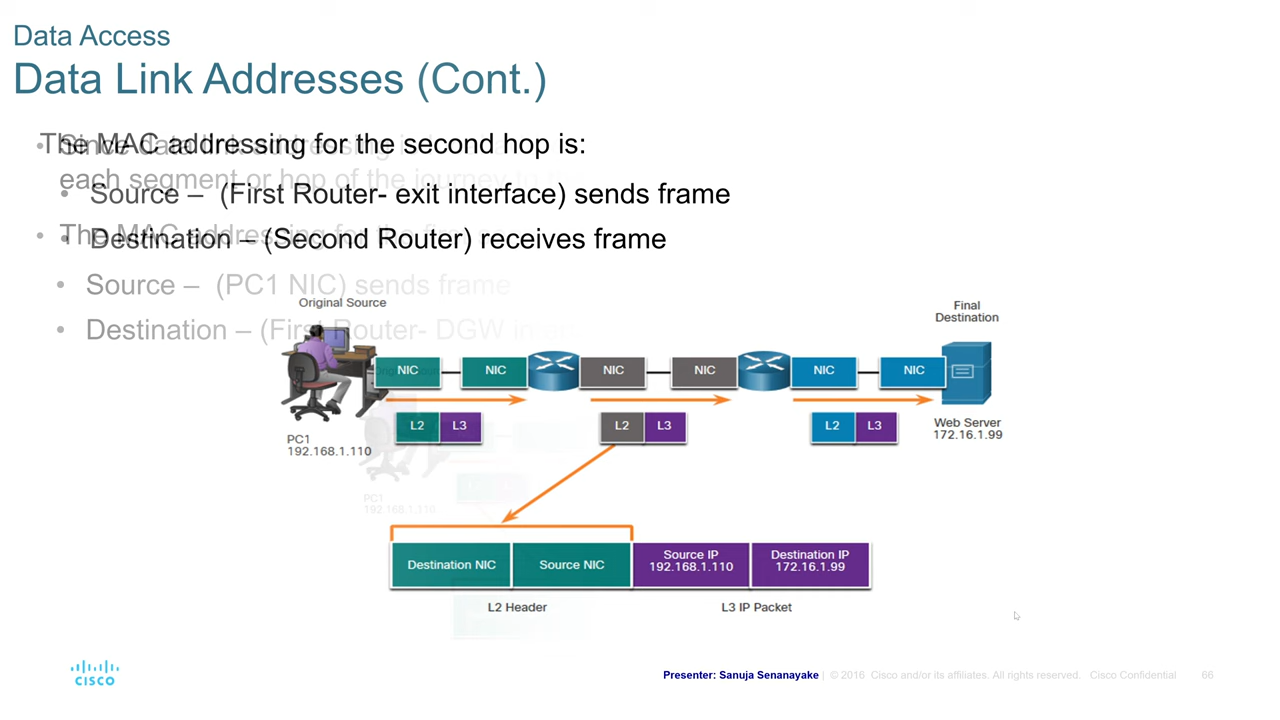 Data Access
Data Link Addresses (Cont.)
The MAC addressing for the second hop is:
• Source – (First Router- exit interface) sends frame
• Destination – (Second Router) receives frame
each segment or hop of the journey to
• Source – (PC1 NIC) sends frame
• Destination – (First Router- DGW
Original Source
Final
Destination
NIC NIC NIC NIC NIC NIC
L2 L3 L2 L3 L2 L3
PC1
192.168.1.110
Web Server
172.16.1.99
PC1
192.168.1.110
Destination NIC Source NIC Source IP
192.168.1.110 Destination IP
172.16.1.99
L2 Header L3 IP Packet
CISCO
Presenter: Sanuja Senanayake | © 2016 Cisco and/or its affiliates. All rights reserved. Cisco Confidential 66